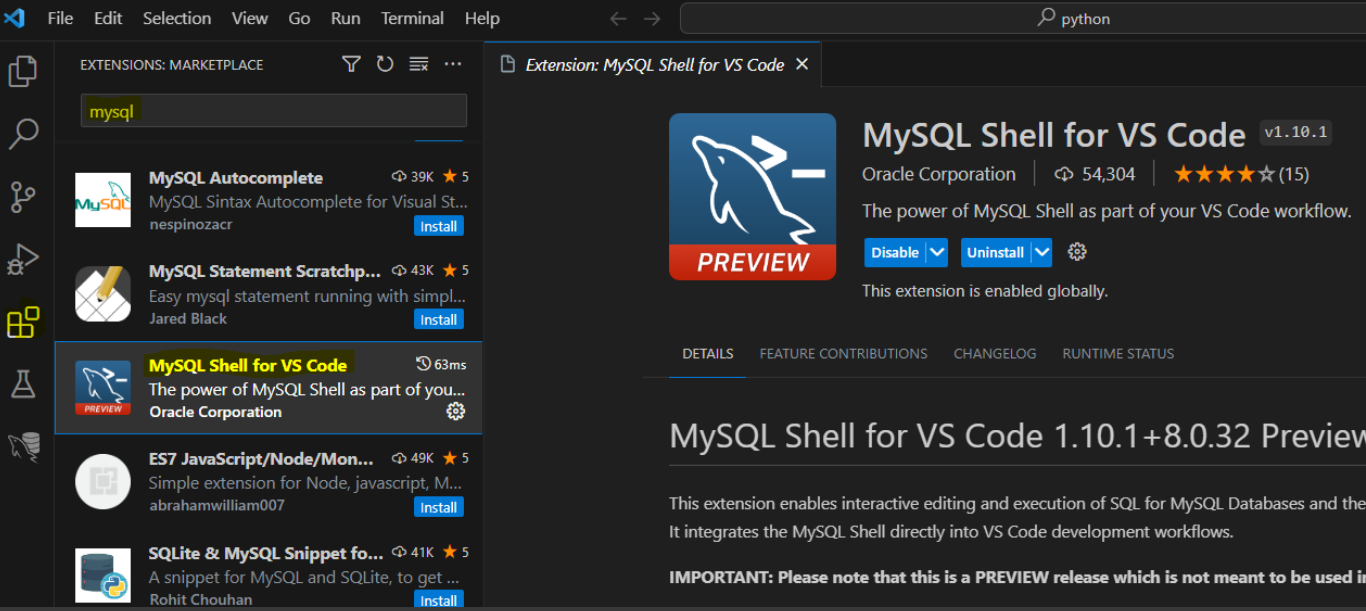 File Edit Selection View Go Run Terminal Help
python
EXTENSIONS: MARKETPLACE
mysql
MySQL Autocomplete 39K 5
MySQL Sintax Autocomplete for Visual St...
nespinozacr Install
MySQL Statement Scratchp... 43K 5
Easy mysql statement running with simpl...
Jared Black Install
MySQL Shell for VS Code 63ms
The power of MySQL Shell as part of you...
Oracle Corporation
PREVIEW
ES7 JavaScript/Node/Mon... 49K 5
Simple extension for Node, javascript, M...
abrahamwilliam007 Install
SQLite & MySQL Snippet fo... 41K 5
A snippet for MySQL and SQLite, to get ...
Rohit Chouhan Install
MySQL
Extension: MySQL Shell for VS Code
PREVIEW
MySQL Shell for VS Code v1.10.1
Oracle Corporation 54,304 (15)
The power of MySQL Shell as part of your VS Code workflow.
Disable Uninstall
This extension is enabled globally.
DETAILS FEATURE CONTRIBUTIONS CHANGELOG RUNTIME STATUS
MySQL Shell for VS Code 1.10.1+8.0.32 Preview
This extension enables interactive editing and execution of SQL for MySQL Databases and the
It integrates the MySQL Shell directly into VS Code development workflows.
IMPORTANT: Please note that this is a PREVIEW release which is not meant to be used i